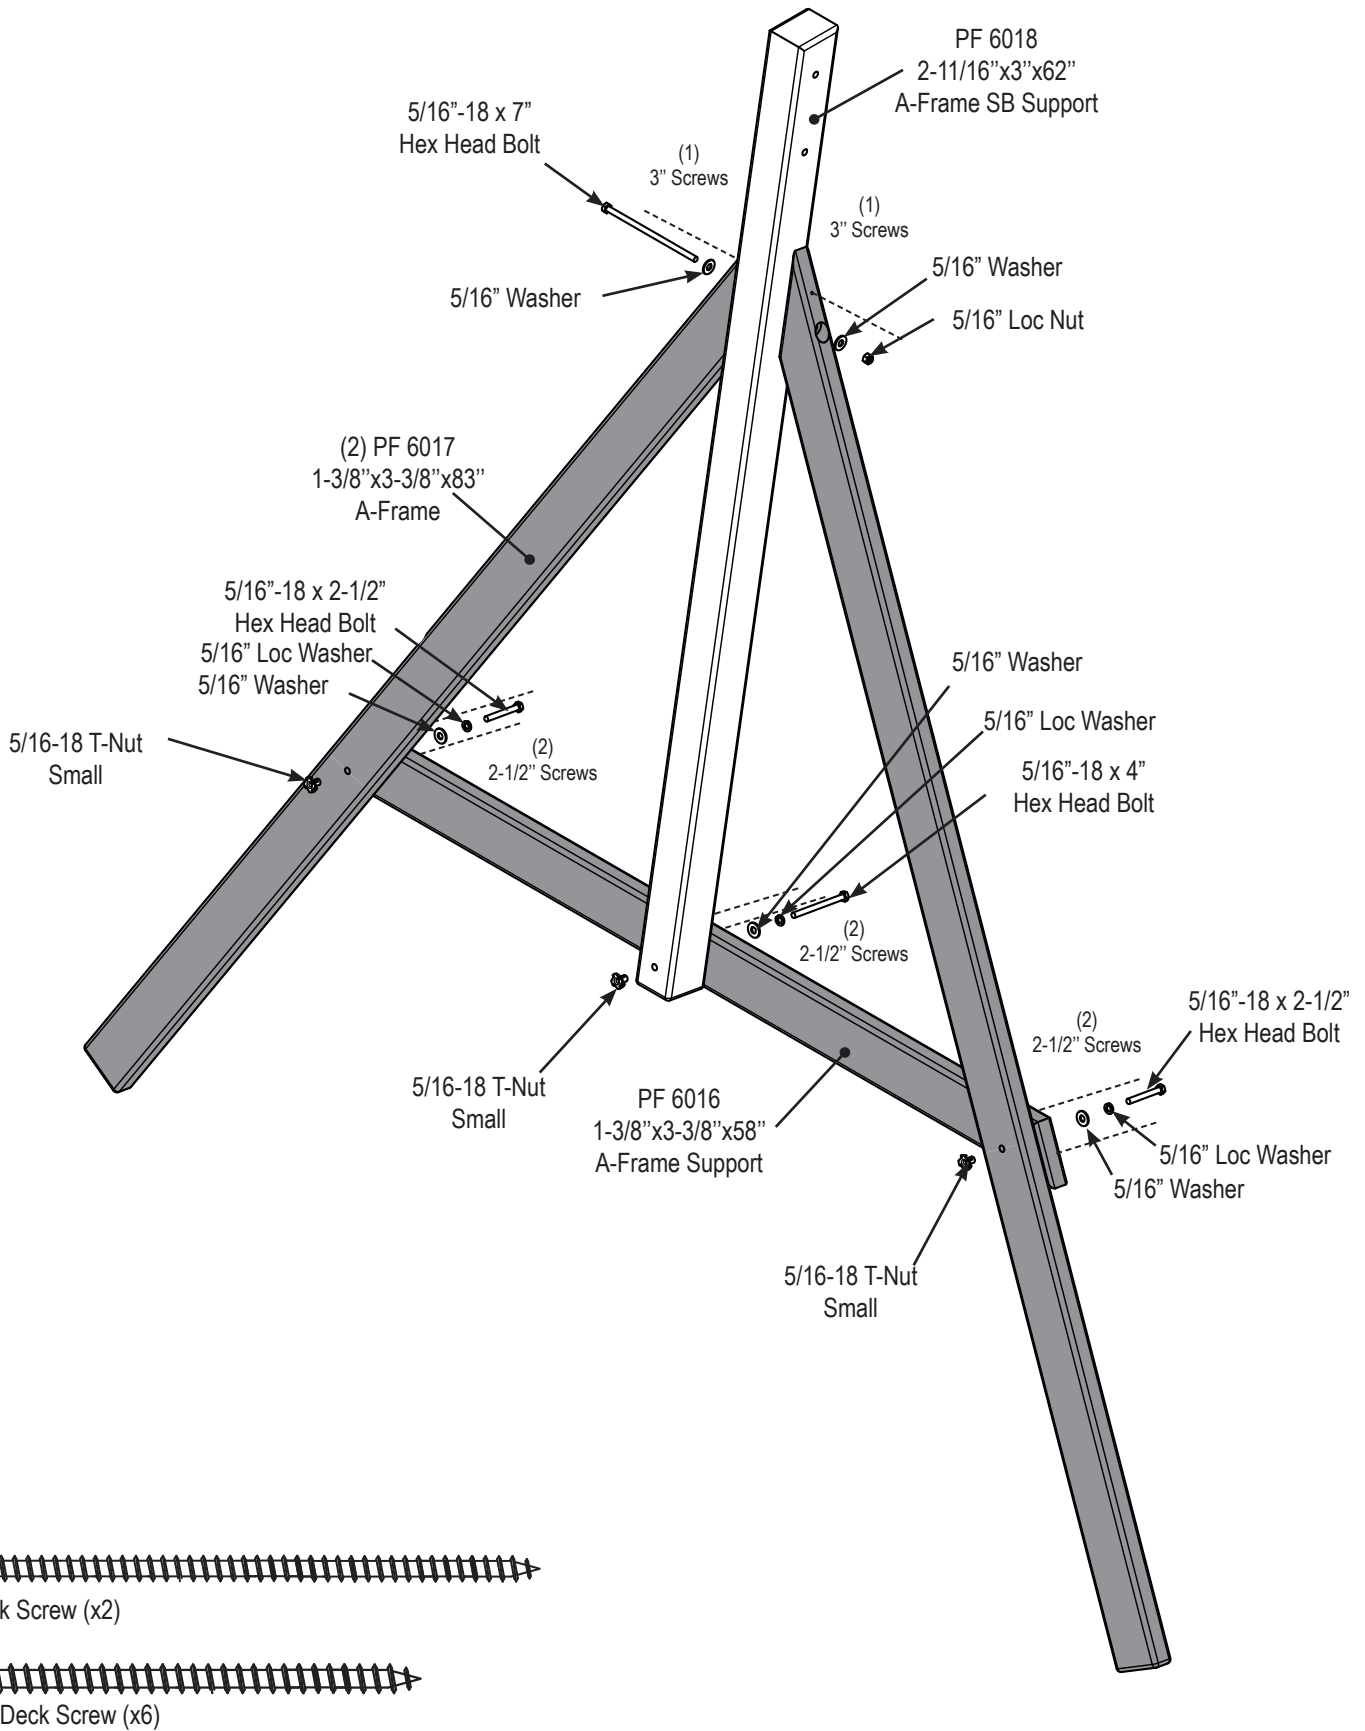 PF 6018
2-11/16’’x3’’x62’’
A-Frame SB Support
5/16”-18 x 7”
Hex Head Bolt
(1)
3” Screws
(1)
3’’ Screws
5/16” Washer
5/16” Washer
5/16” Loc Nut
(2) PF 6017
1-3/8’’x3-3/8’’x83’’
A-Frame
5/16”-18 x 2-1/2”
Hex Head Bolt
5/16” Loc Washer
5/16” Washer
5/16-18 T-Nut
Small
(2)
2-1/2’’ Screws
5/16” Washer
5/16” Loc Washer
5/16”-18 x 4”
Hex Head Bolt
(2)
2-1/2’’ Screws
5/16-18 T-Nut
Small
PF 6016
1-3/8’’x3-3/8’’x58’’
A-Frame Support
(2)
2-1/2’’ Screws
5/16”-18 x 2-1/2”
Hex Head Bolt
5/16” Loc Washer
5/16” Washer
5/16-18 T-Nut
Small
k Screw (x2)
Deck Screw (x6)